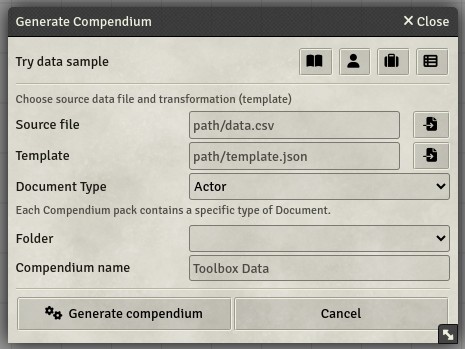 Generate Compendium
Close
Try data sample
Choose source data file and transformation (template)
Source file path/data.csv
Template path/template.json
Document Type Actor
Each Compendium pack contains a specific type of Document.
Folder
Compendium name Toolbox Data
Generate compendium Cancel